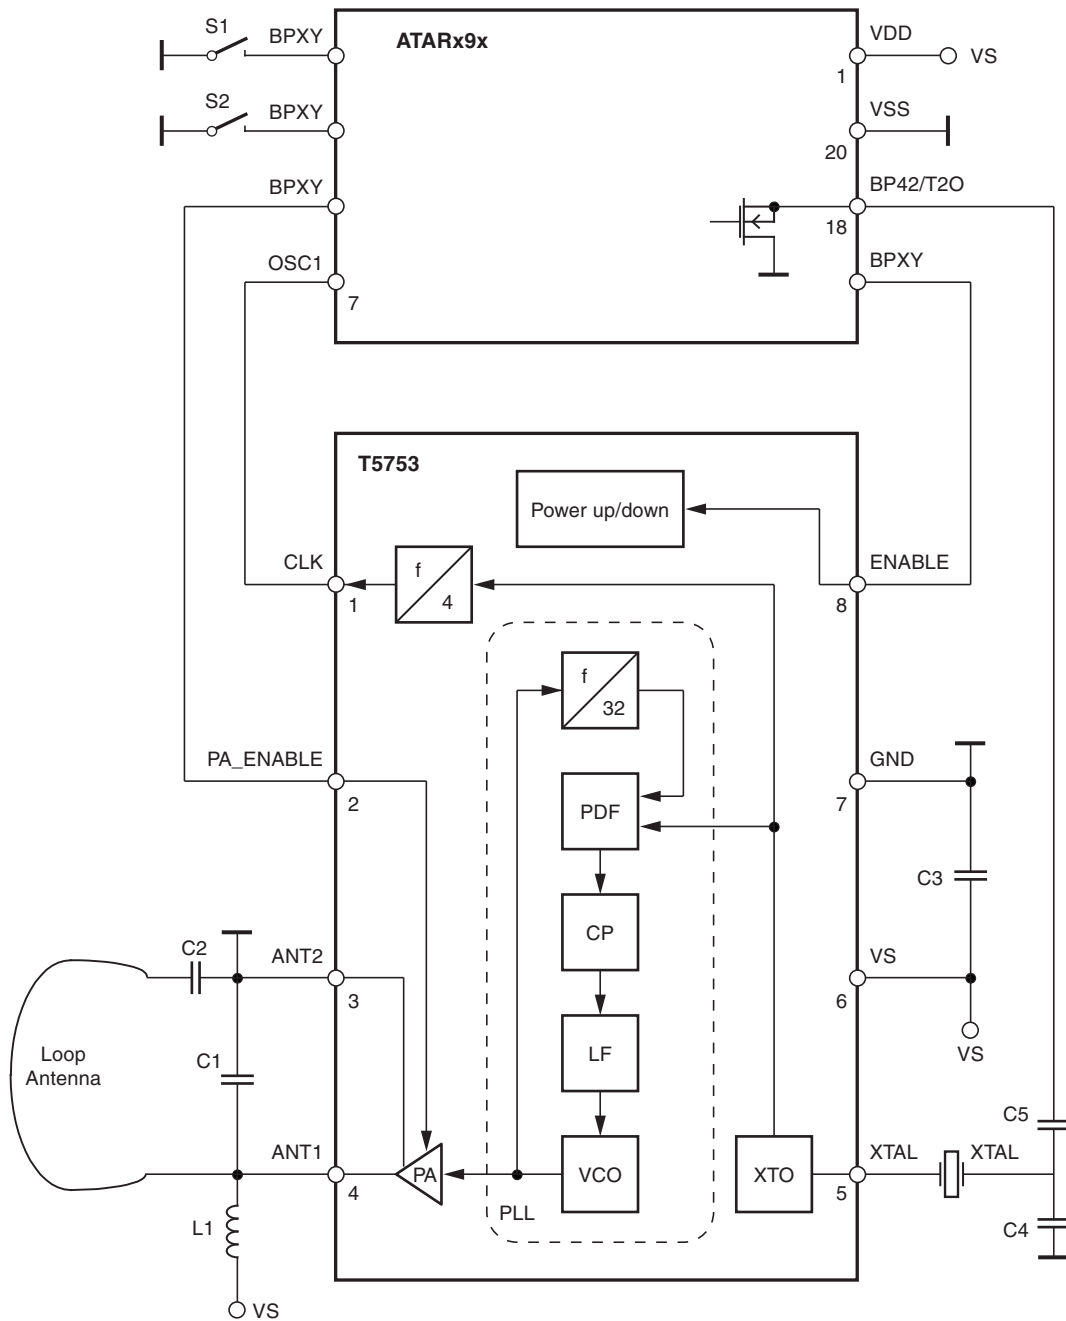 S1
BPXY
ATARx9x
VDD
1
VS
S2
BPXY
VSS
20
BPXY
BP42/T2O
18
OSC1
7
BPXY
T5753
Power up/down
CLK
1
f
4
ENABLE
8
f
32
PA_ENABLE
2
GND
7
PDF
C3
CP
C2
ANT2
3
VS
6
Loop
Antenna
C1
LF
VS
C5
ANT1
4
PA
VCO
XTO
XTAL
5
XTAL
PLL
L1
C4
VS